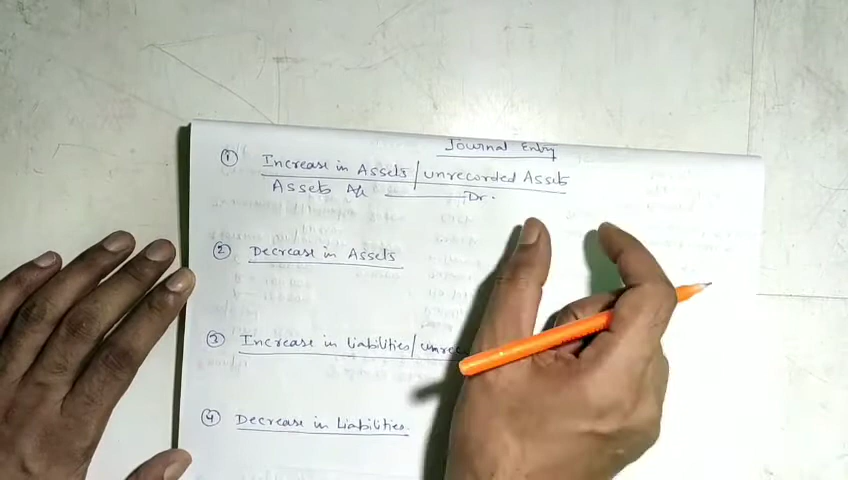 Journal Entry
① Increase in Assets/unrecorded Assets
Assets A/c ——— Dr.
② Decrease in Assets
③ Increase in liabilities/
④ Decrease in liabilities.